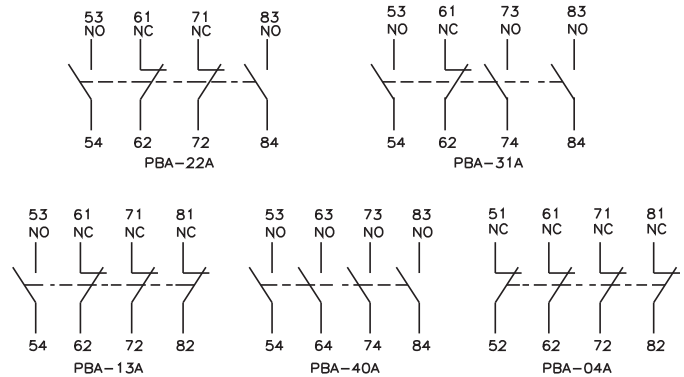 53 61 71 83
NO NC NC NO
54 62 72 84
PBA-22A
53 61 73 83
NO NC NO NO
54 62 74 84
PBA-31A
53 61 71 81
NO NC NC NC
54 62 72 82
PBA-13A
53 63 73 83
NO NO NO NO
54 64 74 84
PBA-40A
51 61 71 81
NC NC NC NC
52 62 72 82
PBA-04A